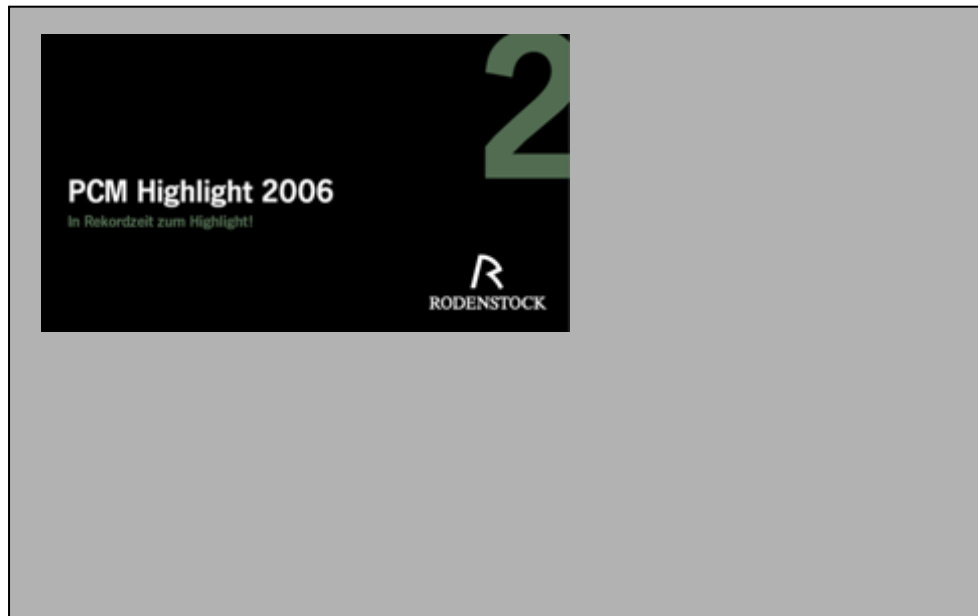 2
PCM Highlight 2006
In Rekordzeit zum Highlight!
R
RODENSTOCK